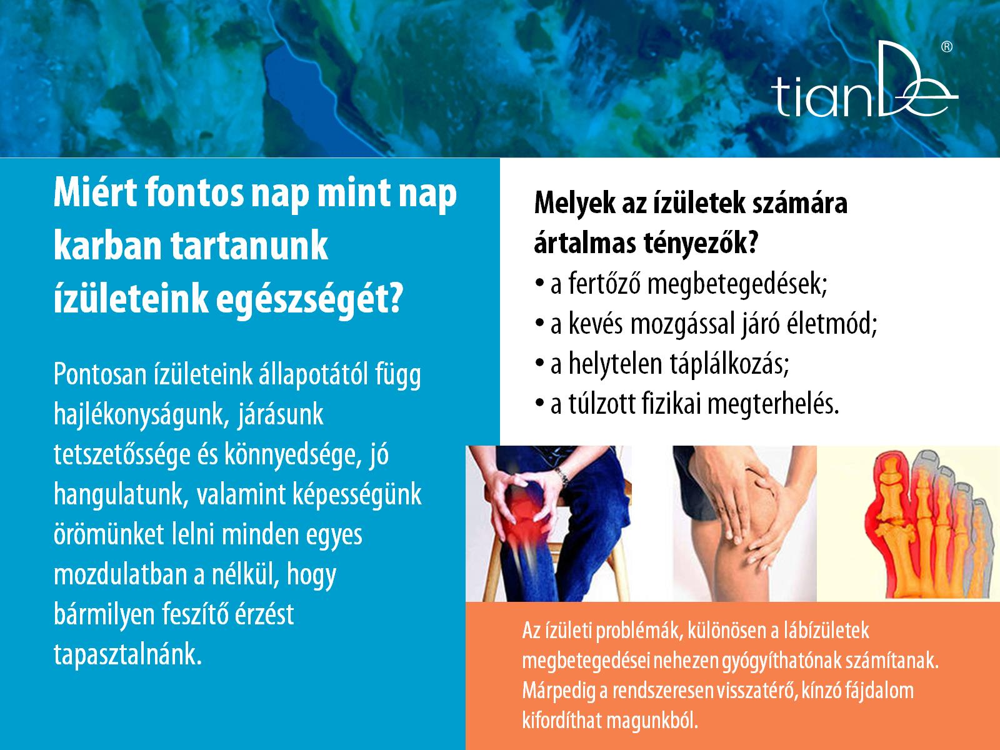 tianDe®
Miért fontos nap mint nap
karban tartanunk
ízületeink egészségét?
Pontosan ízületeink állapotától függ
hajlékonyságunk, járásunk
tetszetőssége és könnyedsége, jó
hangulatunk, valamint képességünk
örömünket lelni minden egyes
mozdulatban a nélkül, hogy
bármilyen feszítő érzést
tapasztalnánk.
Melyek az ízületek számára
ártalmas tényezők?
• a fertőző megbetegedések;
• a kevés mozgással járó életmód;
• a helytelen táplálkozás;
• a túlzott fizikai megterhelés.
Az ízületi problémák, különösen a lábízületek
megbetegedései nehezen gyógyíthatónak számítanak.
Márpedig a rendszeresen visszatérő, kínzó fájdalom
kifordíthat magunkból.